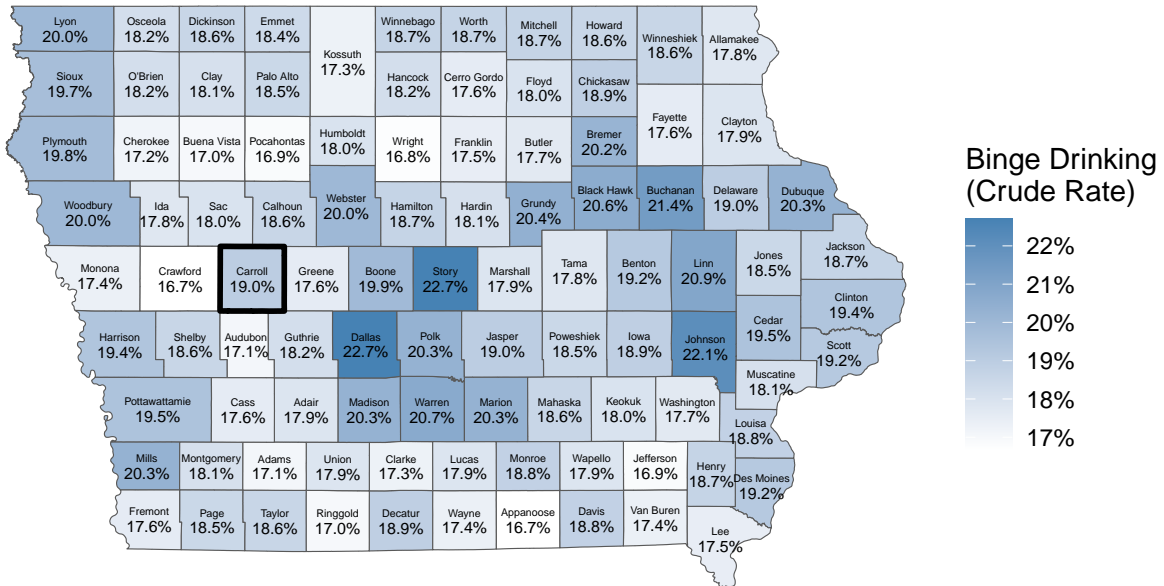 Lyon
20.0%
Osceola
18.2%
Dickinson
18.6%
Emmet
18.4%
Kossuth
17.3%
Winnebago
18.7%
Worth
18.7%
Mitchell
18.7%
Howard
18.6%
Winneshiek
18.6%
Allamakee
17.8%
Sioux
19.7%
O'Brien
18.2%
Clay
18.1%
Palo Alto
18.5%
Hancock
18.2%
Cerro Gordo
17.6%
Floyd
18.0%
Chickasaw
18.9%
Fayette
17.6%
Clayton
17.9%
Plymouth
19.8%
Cherokee
17.2%
Buena Vista
17.0%
Pocahontas
16.9%
Humboldt
18.0%
Wright
16.8%
Franklin
17.5%
Butler
17.7%
Bremer
20.2%
Woodbury
20.0%
Ida
17.8%
Sac
18.0%
Calhoun
18.6%
Webster
20.0%
Hamilton
18.7%
Hardin
18.1%
Grundy
20.4%
Black Hawk
20.6%
Buchanan
21.4%
Delaware
19.0%
Dubuque
20.3%
Monona
17.4%
Crawford
16.7%
Carroll
19.0%
Greene
17.6%
Boone
19.9%
Story
22.7%
Marshall
17.9%
Tama
17.8%
Benton
19.2%
Linn
20.9%
Jones
18.5%
Jackson
18.7%
Clinton
19.4%
Harrison
19.4%
Shelby
18.6%
Audubon
17.1%
Guthrie
18.2%
Dallas
22.7%
Polk
20.3%
Jasper
19.0%
Poweshiek
18.5%
Iowa
18.9%
Johnson
22.1%
Cedar
19.5%
Scott
19.2%
Muscatine
18.1%
Pottawattamie
19.5%
Cass
17.6%
Adair
17.9%
Madison
20.3%
Warren
20.7%
Marion
20.3%
Mahaska
18.6%
Keokuk
18.0%
Washington
17.7%
Louisa
18.8%
Mills
20.3%
Montgomery
18.1%
Adams
17.1%
Union
17.9%
Clarke
17.3%
Lucas
17.9%
Monroe
18.8%
Wapello
17.9%
Jefferson
16.9%
Henry
18.7%
Des Moines
19.2%
Fremont
17.6%
Page
18.5%
Taylor
18.6%
Ringgold
17.0%
Decatur
18.9%
Wayne
17.4%
Appanoose
16.7%
Davis
18.8%
Van Buren
17.4%
Lee
17.5%
Binge Drinking
(Crude Rate)
22%
21%
20%
19%
18%
17%